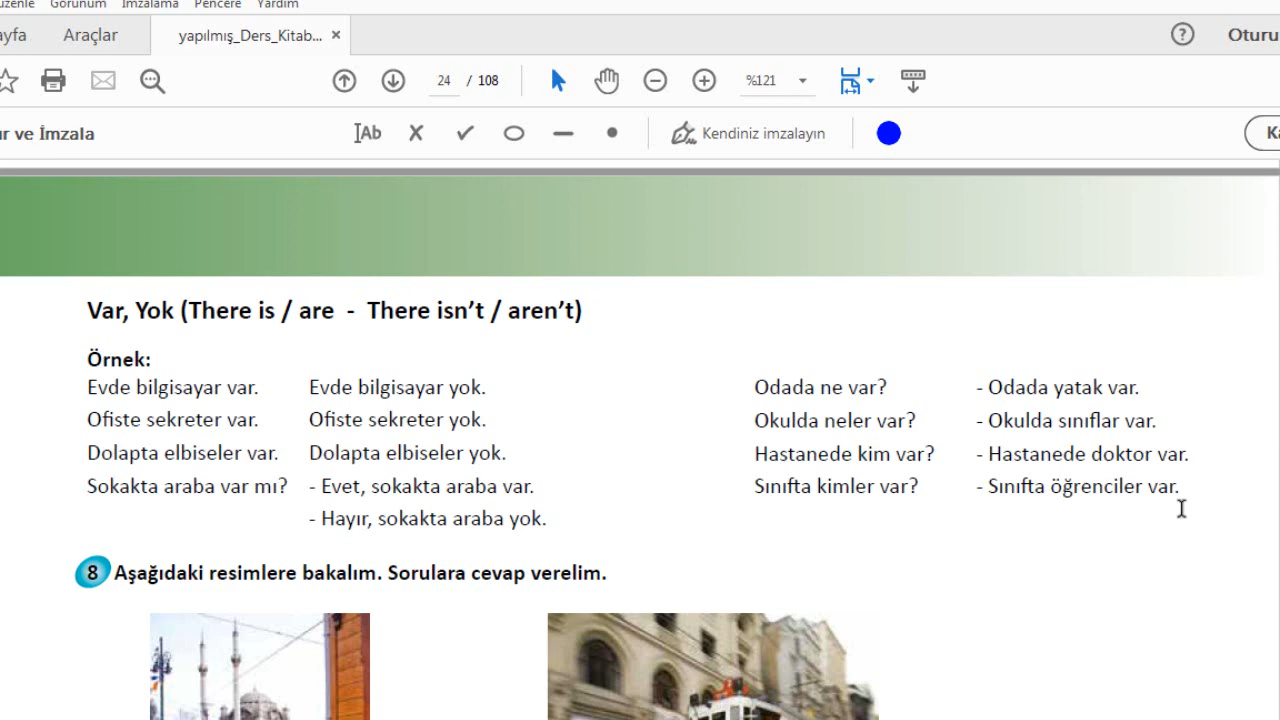 Görünüm İmzalama Pencere Yardım
Araçlar yapılmış_Ders_Kitab... ×
24 / 108 %121
ve İmzala Ab Kendiniz imzalayın
Var, Yok (There is / are - There isn’t / aren’t)
Örnek:
Evde bilgisayar var. Evde bilgisayar yok. Odada ne var? - Odada yatak var.
Ofiste sekreter var. Ofiste sekreter yok. Okulda neler var? - Okulda sınıflar var.
Dolapta elbiseler var. Dolapta elbiseler yok. Hastanede kim var? - Hastanede doktor var.
Sokakta araba var mı? - Evet, sokakta araba var. Sınıfta kimler var? - Sınıfta öğrenciler var.
- Hayır, sokakta araba yok.
8 Aşağıdaki resimlere bakalım. Sorulara cevap verelim.